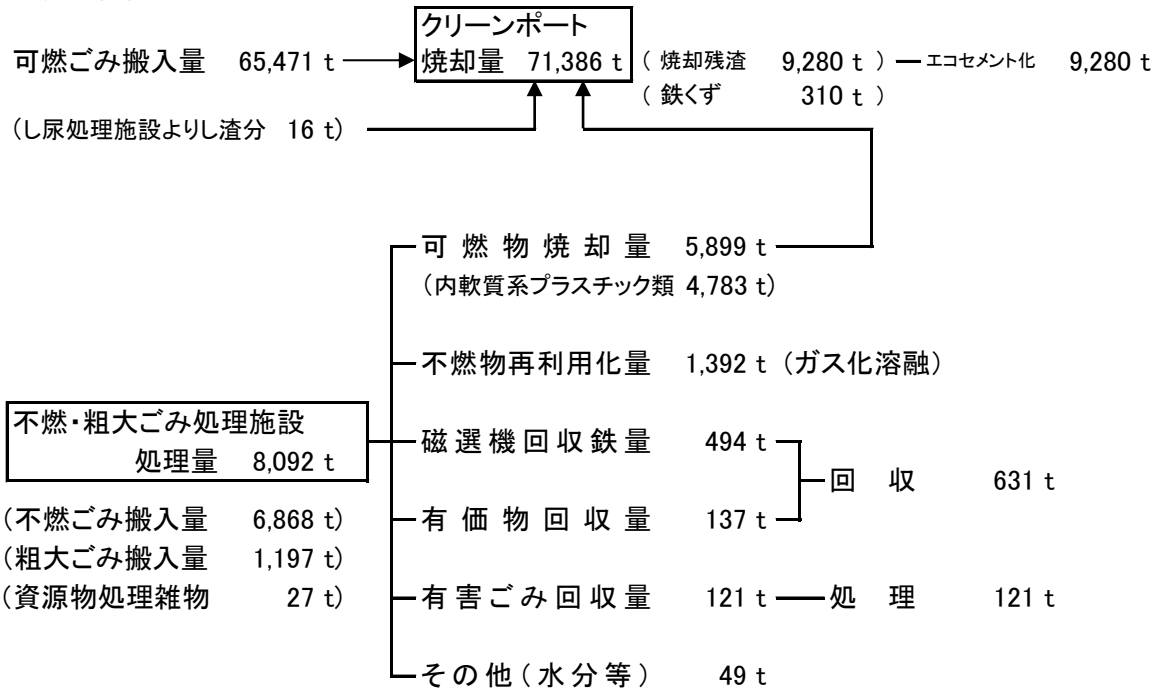 クリーンポート
可燃ごみ搬入量 65,471 t 焼却量 71,386 t ( 焼却残渣 9,280 t ) エコセメント化 9,280 t
( 鉄くず 310 t )
(し尿処理施設よりし渣分 16 t)
可燃物焼却量 5,899 t
(内軟質系プラスチック類 4,783 t)
不燃物再利用化量 1,392 t (ガス化溶融)
不燃・粗大ごみ処理施設
処理量 8,092 t
磁選機回収鉄量 494 t
回収 631 t
(不燃ごみ搬入量 6,868 t)
有価物回収量 137 t
(粗大ごみ搬入量 1,197 t)
(資源物処理雑物 27 t)
有害ごみ回収量 121 t 処理 121 t
その他(水分等) 49 t